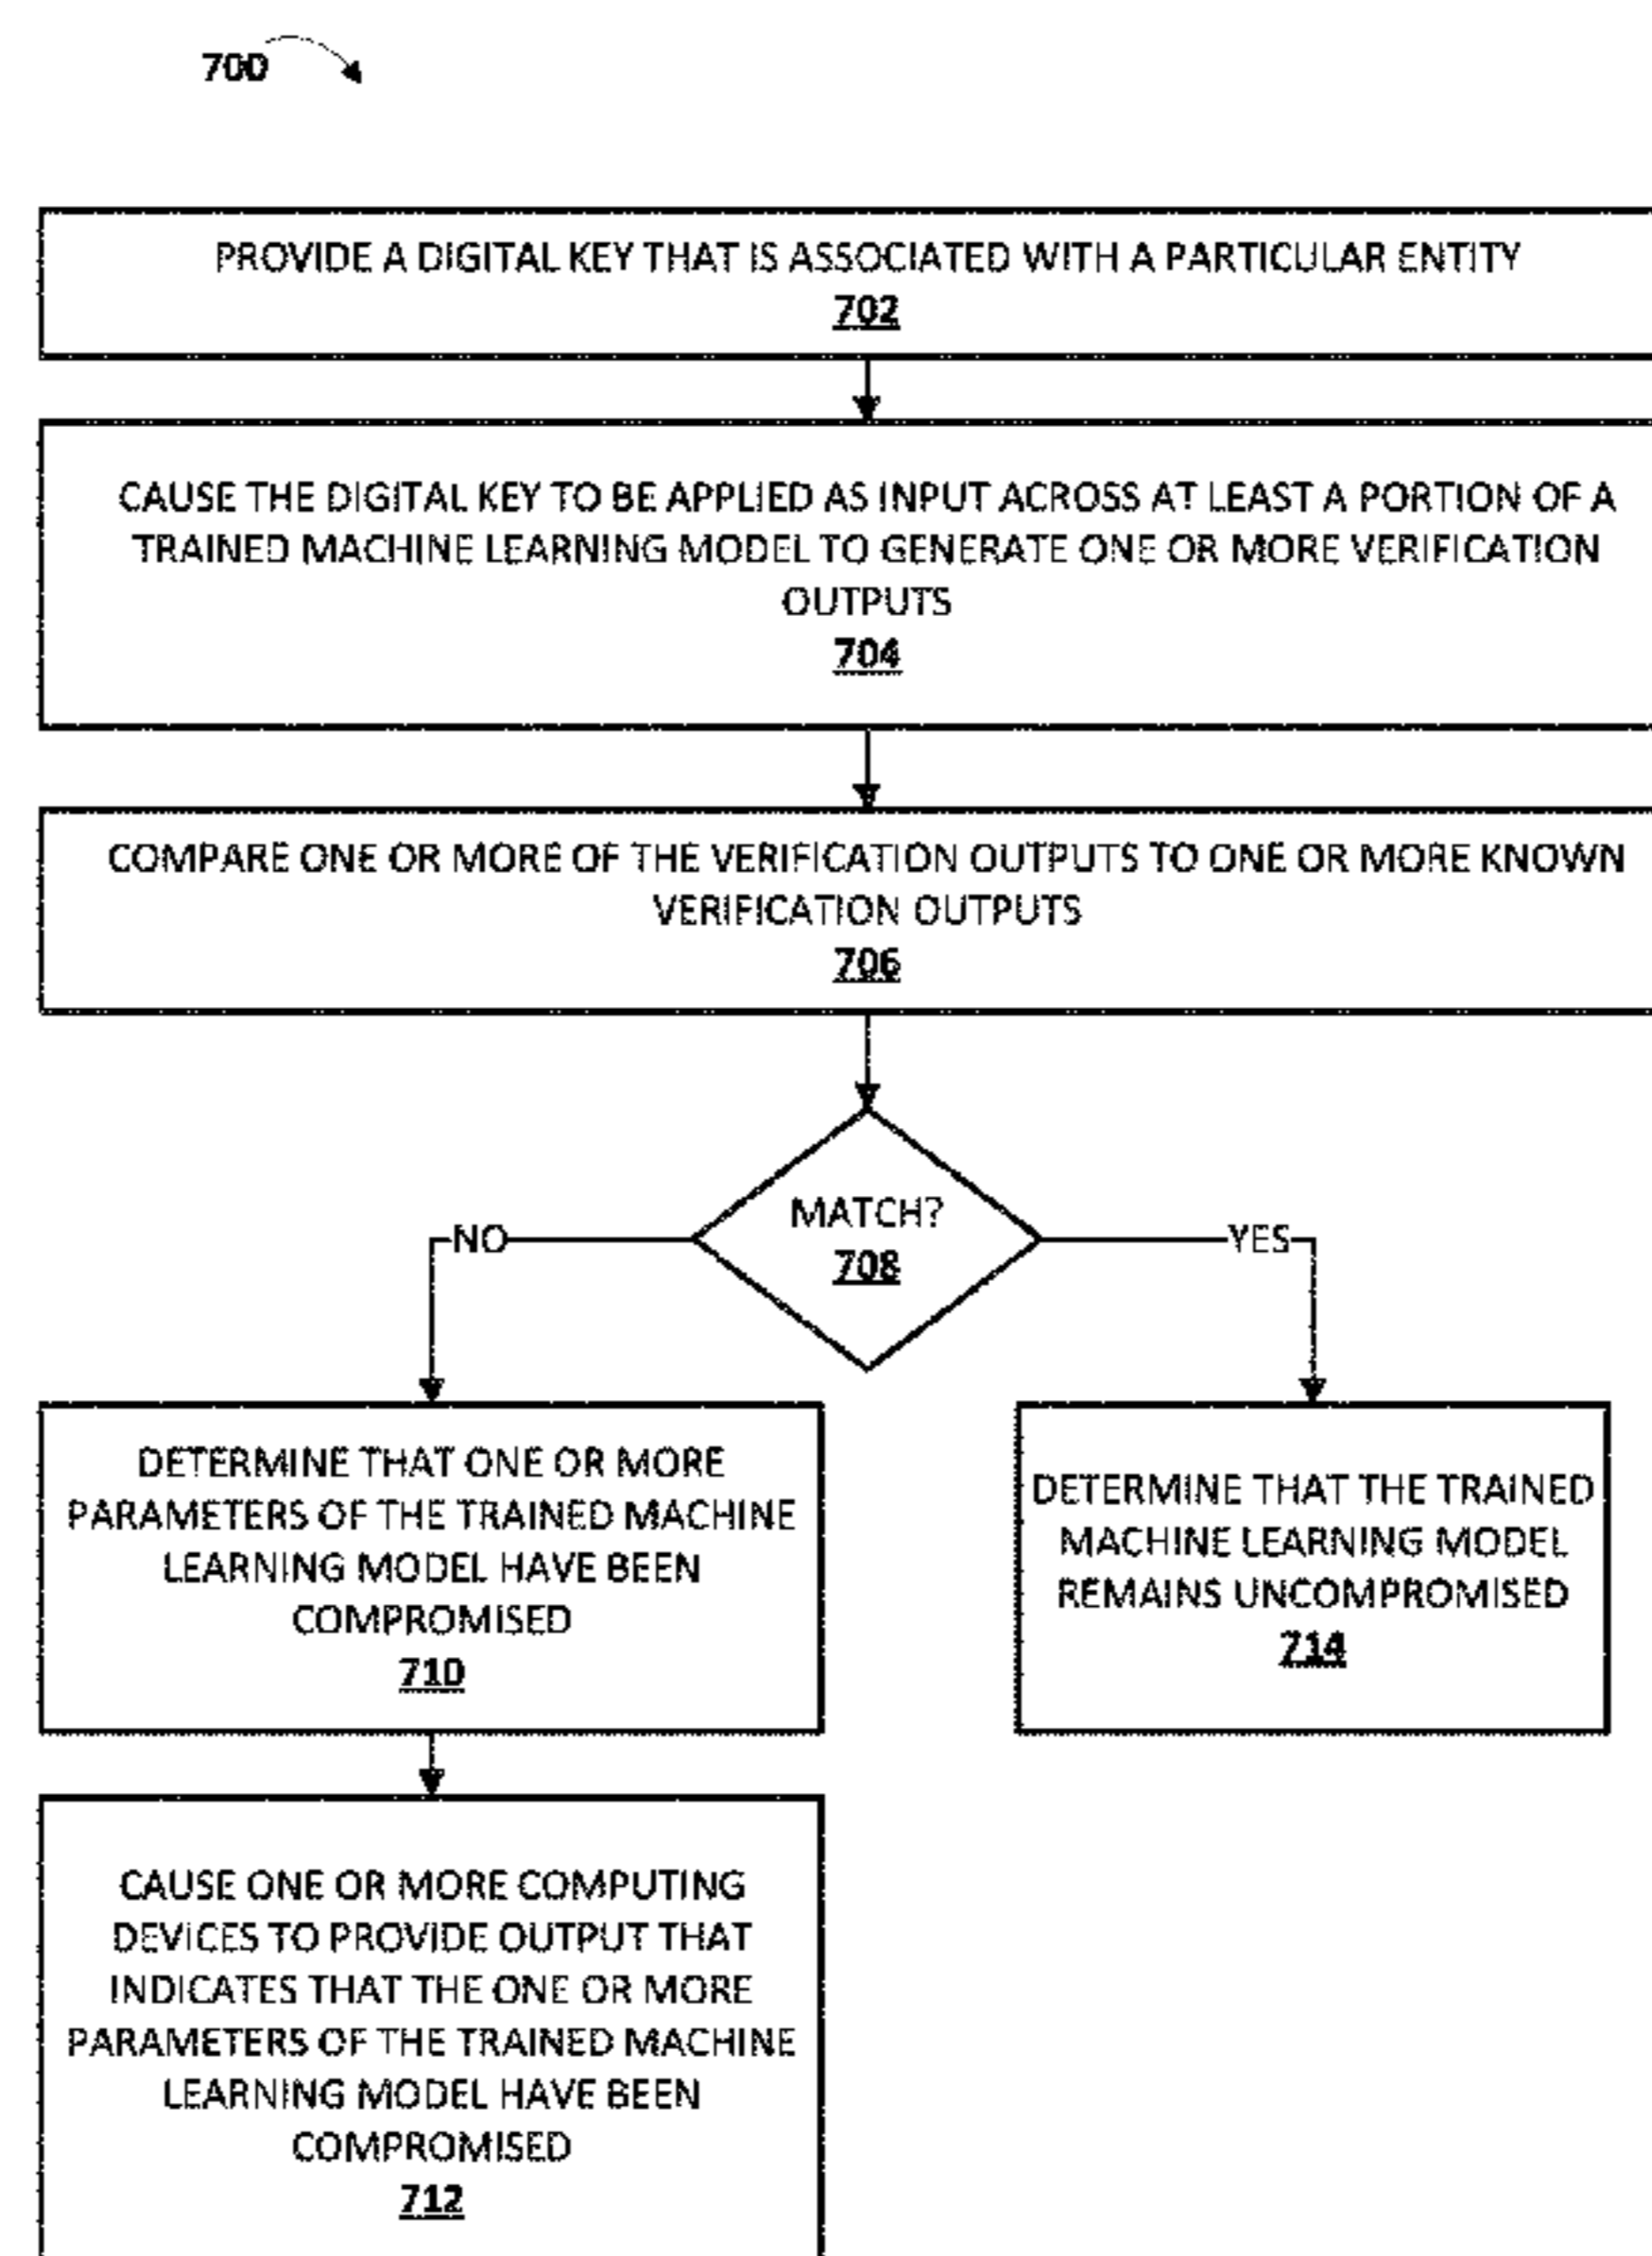 700
PROVIDE A DIGITAL KEY THAT IS ASSOCIATED WITH A PARTICULAR ENTITY
702
CAUSE THE DIGITAL KEY TO BE APPLIED AS INPUT ACROSS AT LEAST A PORTION OF A
TRAINED MACHINE LEARNING MODEL TO GENERATE ONE OR MORE VERIFICATION
OUTPUTS
704
COMPARE ONE OR MORE OF THE VERIFICATION OUTPUTS TO ONE OR MORE KNOWN
VERIFICATION OUTPUTS
706
MATCH?
708
NO
YES
DETERMINE THAT ONE OR MORE
PARAMETERS OF THE TRAINED MACHINE
LEARNING MODEL HAVE BEEN
COMPROMISED
710
DETERMINE THAT THE TRAINED
MACHINE LEARNING MODEL
REMAINS UNCOMPROMISED
714
CAUSE ONE OR MORE COMPUTING
DEVICES TO PROVIDE OUTPUT THAT
INDICATES THAT THE ONE OR MORE
PARAMETERS OF THE TRAINED MACHINE
LEARNING MODEL HAVE BEEN
COMPROMISED
712